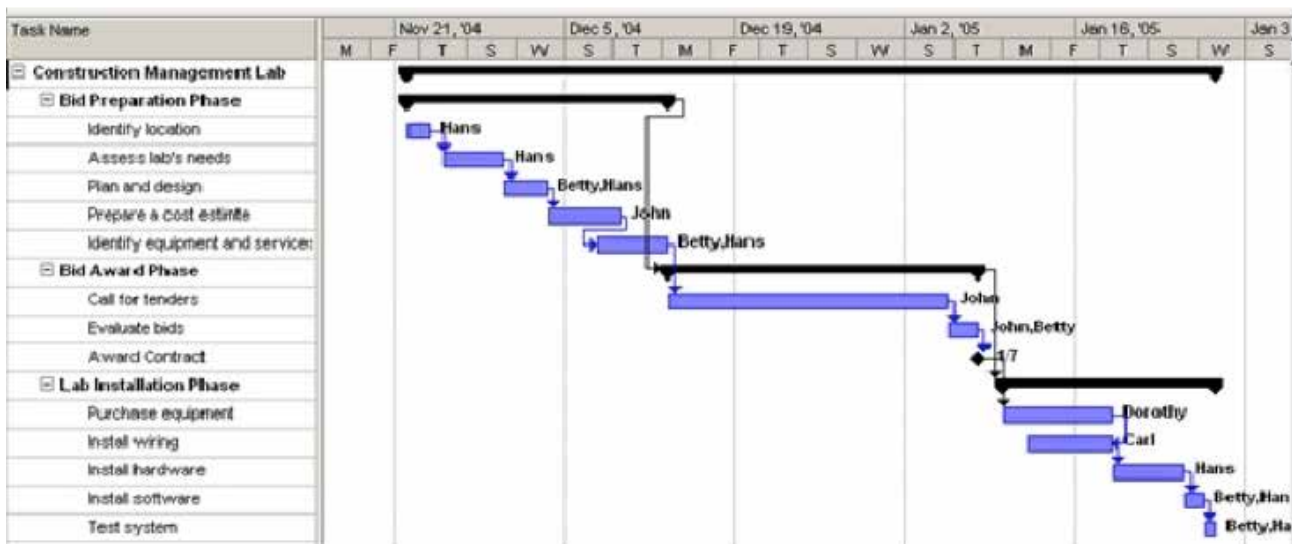 Task Name Nov 21, '04 Dec 5, '04 Dec 19, '04 Jan 2, '05 Jan 16, '05 Jan 3
M F T S W S T M F T S W S T M F T S W S
Construction Management Lab
Bid Preparation Phase
Identify location Hans
Assess lab's needs Hans
Plan and design Betty,Hans
Prepare a cost estimte John
Identify equipment and services Betty,Hans
Bid Award Phase
Call for tenders John
Evaluate bids John,Betty
Award Contract 1/7
Lab Installation Phase
Purchase equipment Dorothy
Install wiring Carl
Install hardware Hans
Install software Betty,Han
Test system Betty,Ha